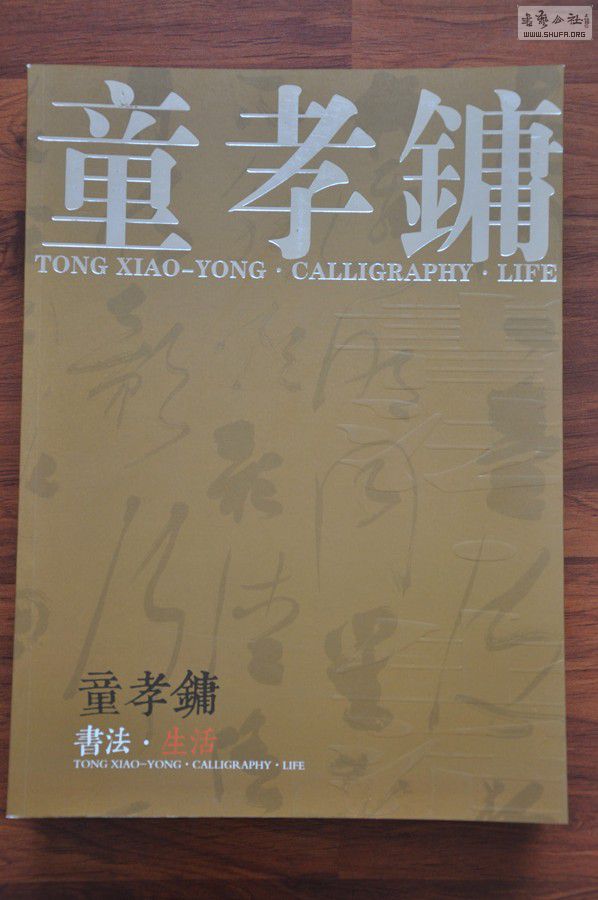 書藝公社
WWW.SHUFA.ORG
童孝鏞
TONG XIAO-YONG · CALLIGRAPHY · LIFE
童孝鏞
書法 · 生活
TONG XIAO-YONG · CALLIGRAPHY · LIFE